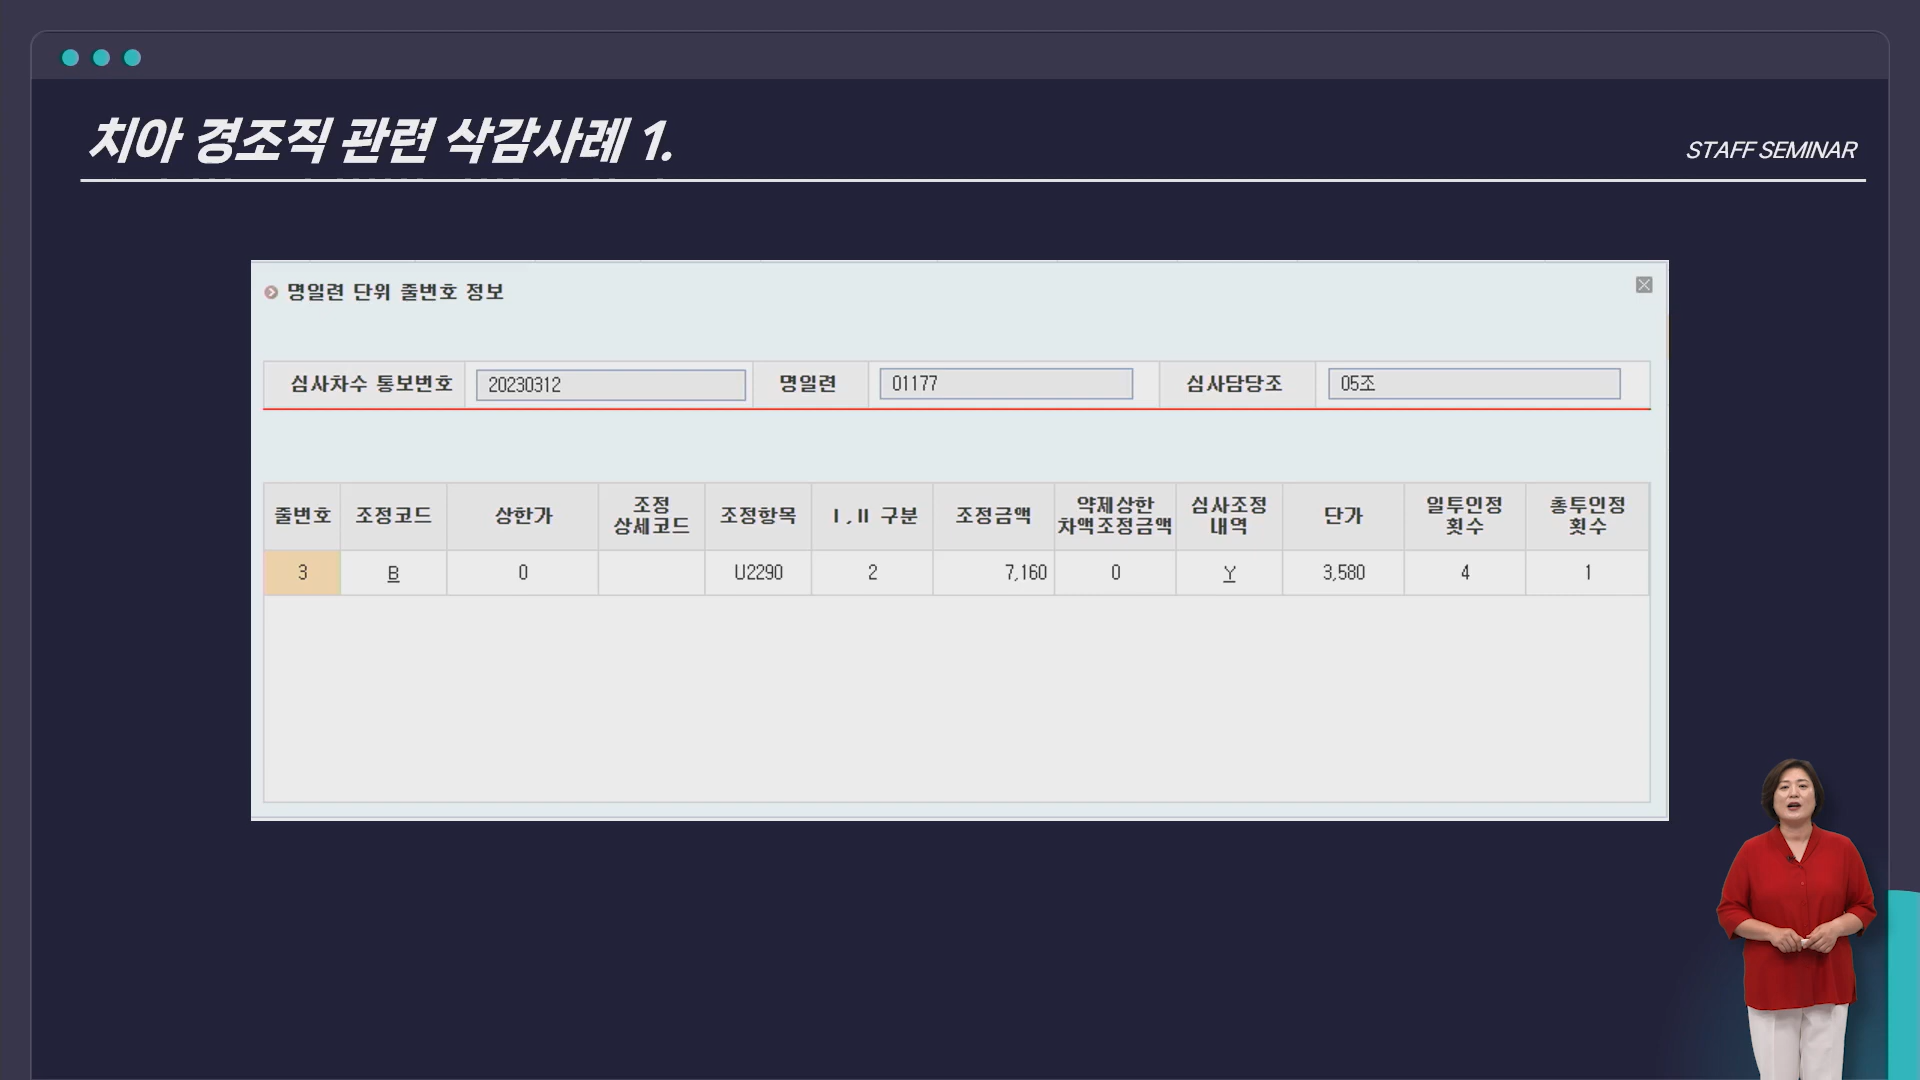 치아 경조직 관련 삭감사례 1.
STAFF SEMINAR
명일련 단위 줄번호 정보
심사차수 통보번호 20230312 명일련 01177 심사담당조 05조
줄번호 조정코드 상한가 조정 상세코드 조정항목 Ⅰ,Ⅱ 구분 조정금액 약제상한 차액조정금액 심사조정 내역 단가 일투인정 횟수 총투인정 횟수
3 B 0 U2290 2 7,160 0 Y 3,580 4 1